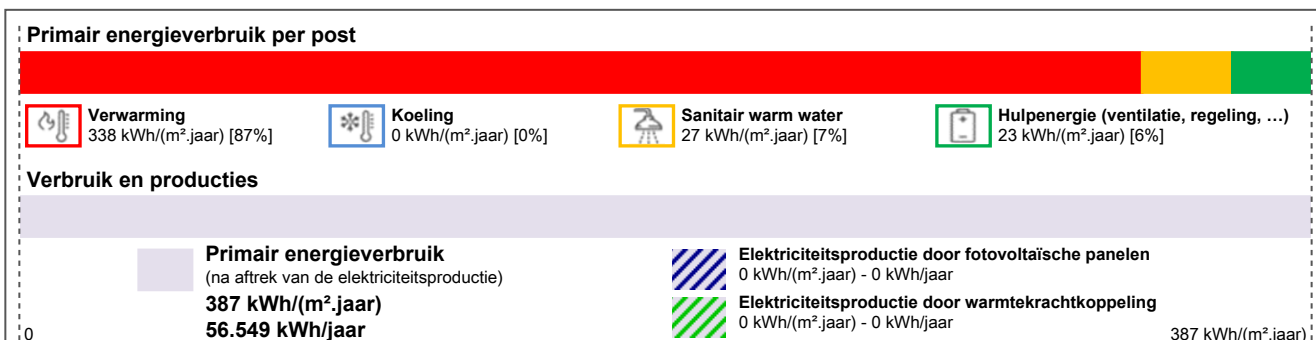 Primair energieverbruik per post
Verwarming
338 kWh/(m².jaar) [87%]
Koeling
0 kWh/(m².jaar) [0%]
Sanitair warm water
27 kWh/(m².jaar) [7%]
Hulpenergie (ventilatie, regeling, …)
23 kWh/(m².jaar) [6%]
Verbruik en producties
Primair energieverbruik
(na aftrek van de elektriciteitsproductie)
387 kWh/(m².jaar)
56.549 kWh/jaar
Elektriciteitsproductie door fotovoltaïsche panelen
0 kWh/(m².jaar) - 0 kWh/jaar
Elektriciteitsproductie door warmtekrachtkoppeling
0 kWh/(m².jaar) - 0 kWh/jaar
0
387 kWh/(m².jaar)